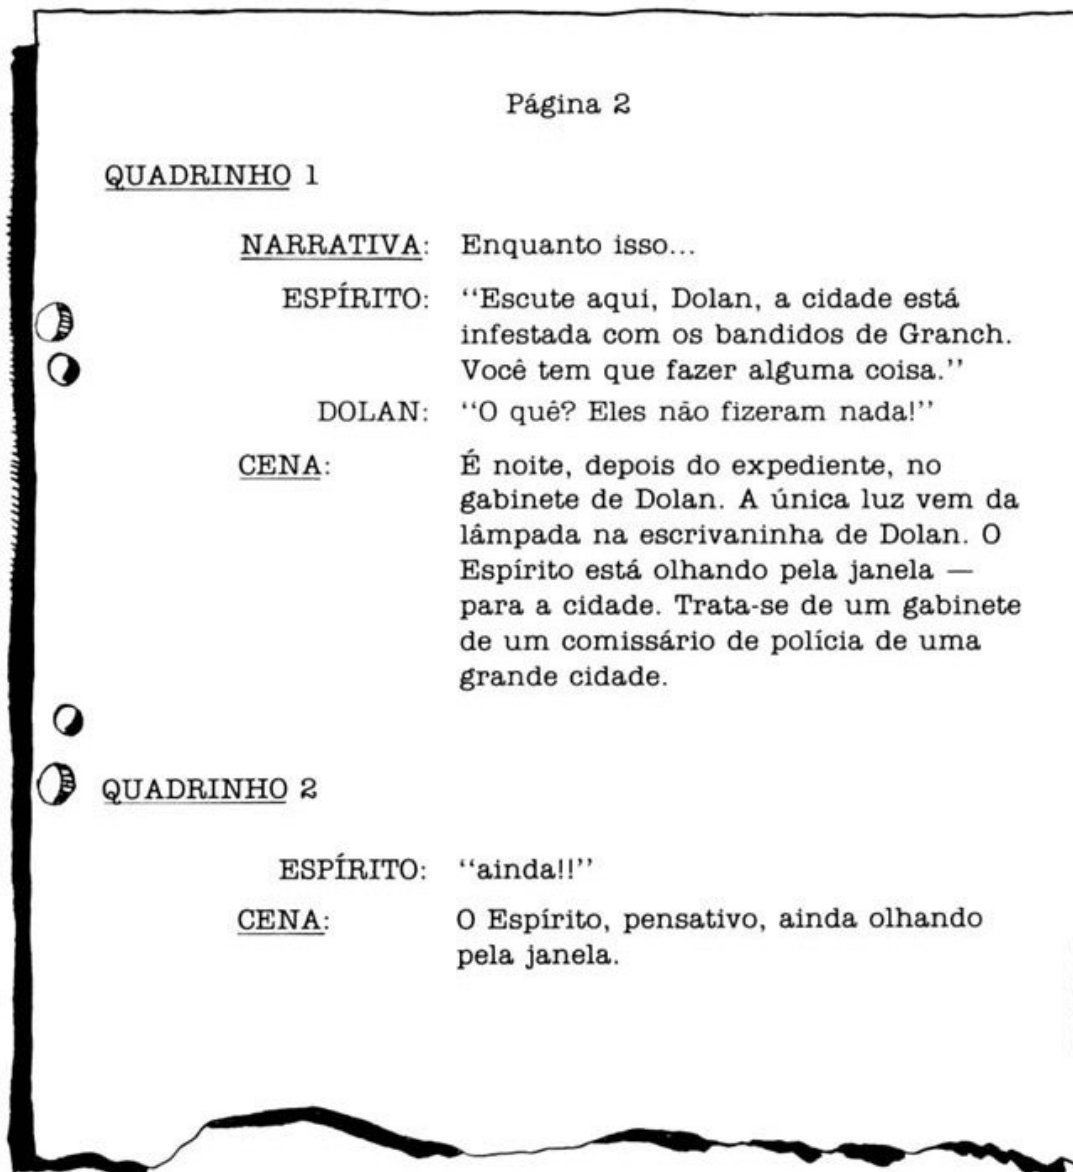 Página 2
QUADRINHO 1
NARRATIVA: Enquanto isso...
ESPÍRITO: “Escute aqui, Dolan, a cidade está
infestada com os bandidos de Granch.
Você tem que fazer alguma coisa.”
DOLAN: “O quê? Eles não fizeram nada!”
CENA: É noite, depois do expediente, no
gabinete de Dolan. A única luz vem da
lâmpada na escrivaninha de Dolan. O
Espírito está olhando pela janela —
para a cidade. Trata-se de um gabinete
de um comissário de polícia de uma
grande cidade.
QUADRINHO 2
ESPÍRITO: “ainda!!”
CENA: O Espírito, pensativo, ainda olhando
pela janela.